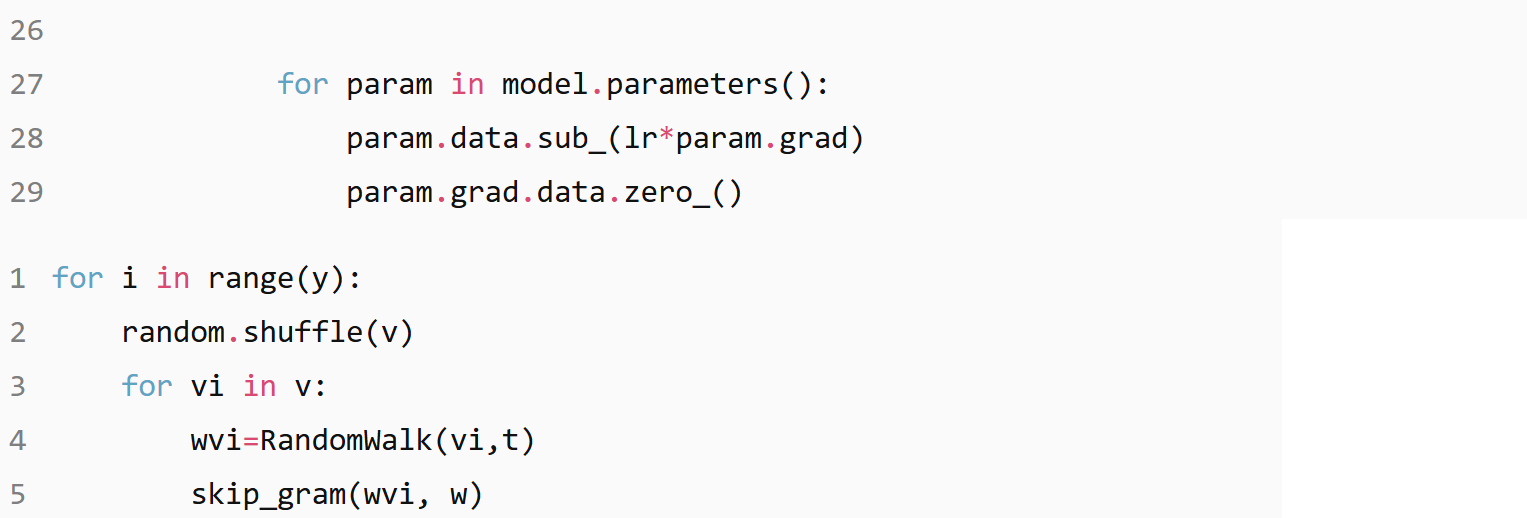 26
27 for param in model.parameters():
28 param.data.sub_(lr*param.grad)
29 param.grad.data.zero_()
1 for i in range(y):
2 random.shuffle(v)
3 for vi in v:
4 wvi=RandomWalk(vi,t)
5 skip_gram(wvi, w)